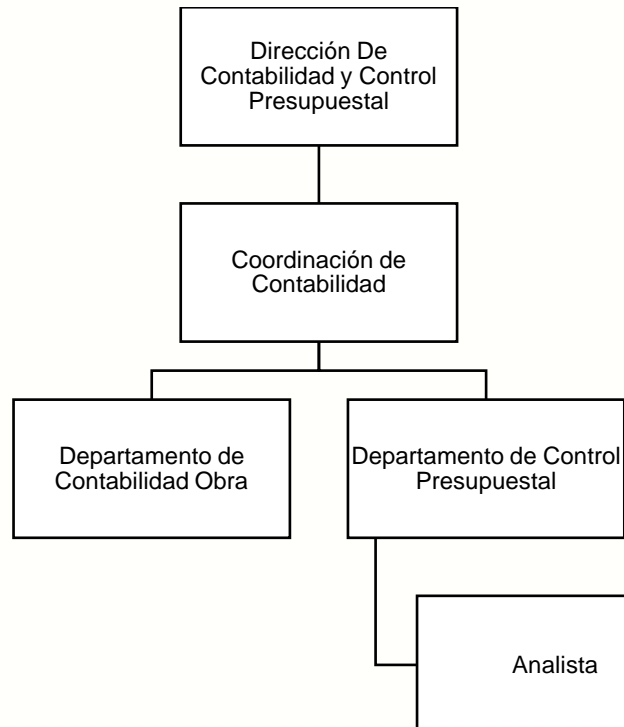 Dirección De
Contabilidad y Control
Presupuestal
Coordinación de
Contabilidad
Departamento de
Contabilidad Obra
Departamento de Control
Presupuestal
Analista